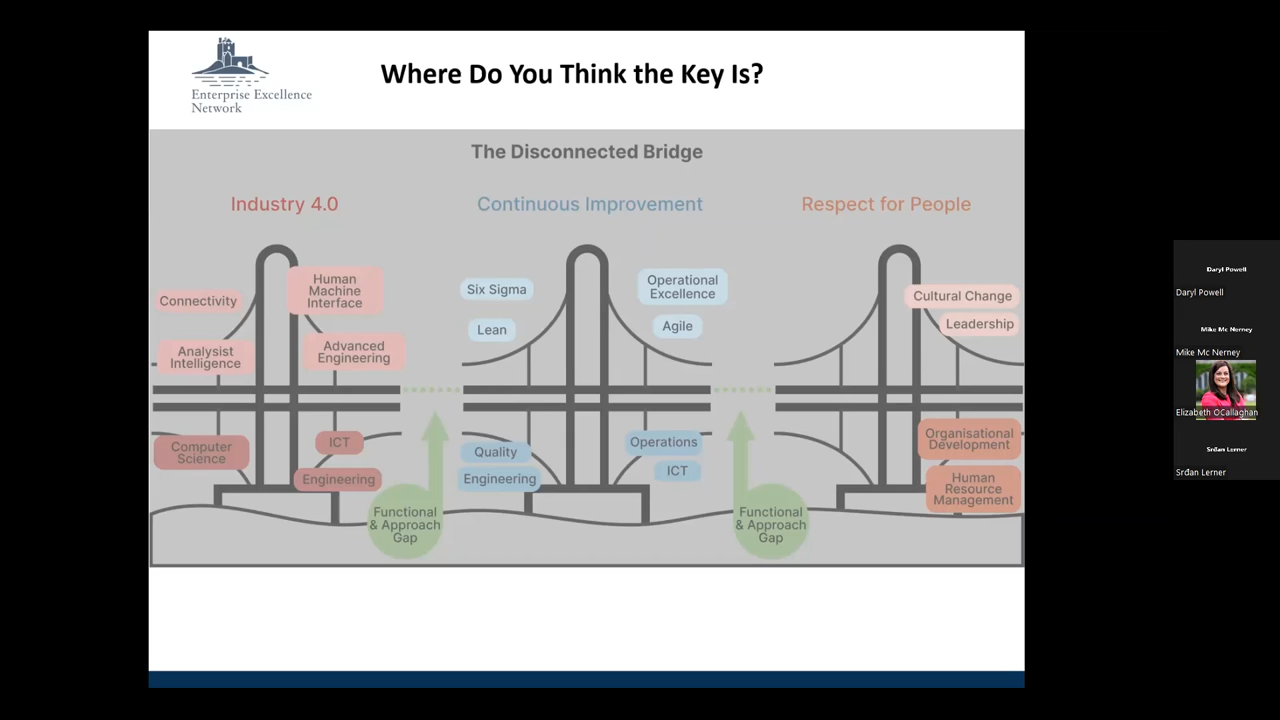 Enterprise Excellence
Network
Where Do You Think the Key Is?
The Disconnected Bridge
Industry 4.0
Continuous Improvement
Respect for People
Connectivity
Human
Machine
Interface
Analysist
Intelligence
Advanced
Engineering
Computer
Science
ICT
Engineering
Functional
& Approach
Gap
Six Sigma
Operational
Excellence
Lean
Agile
Quality
Engineering
Operations
ICT
Functional
& Approach
Gap
Cultural Change
Leadership
Organisational
Development
Human
Resource
Management
Daryl Powell
Daryl Powell
Mike Mc Nerney
Mike Mc Nerney
Elizabeth OCallaghan
Srđan Lerner
Srđan Lerner